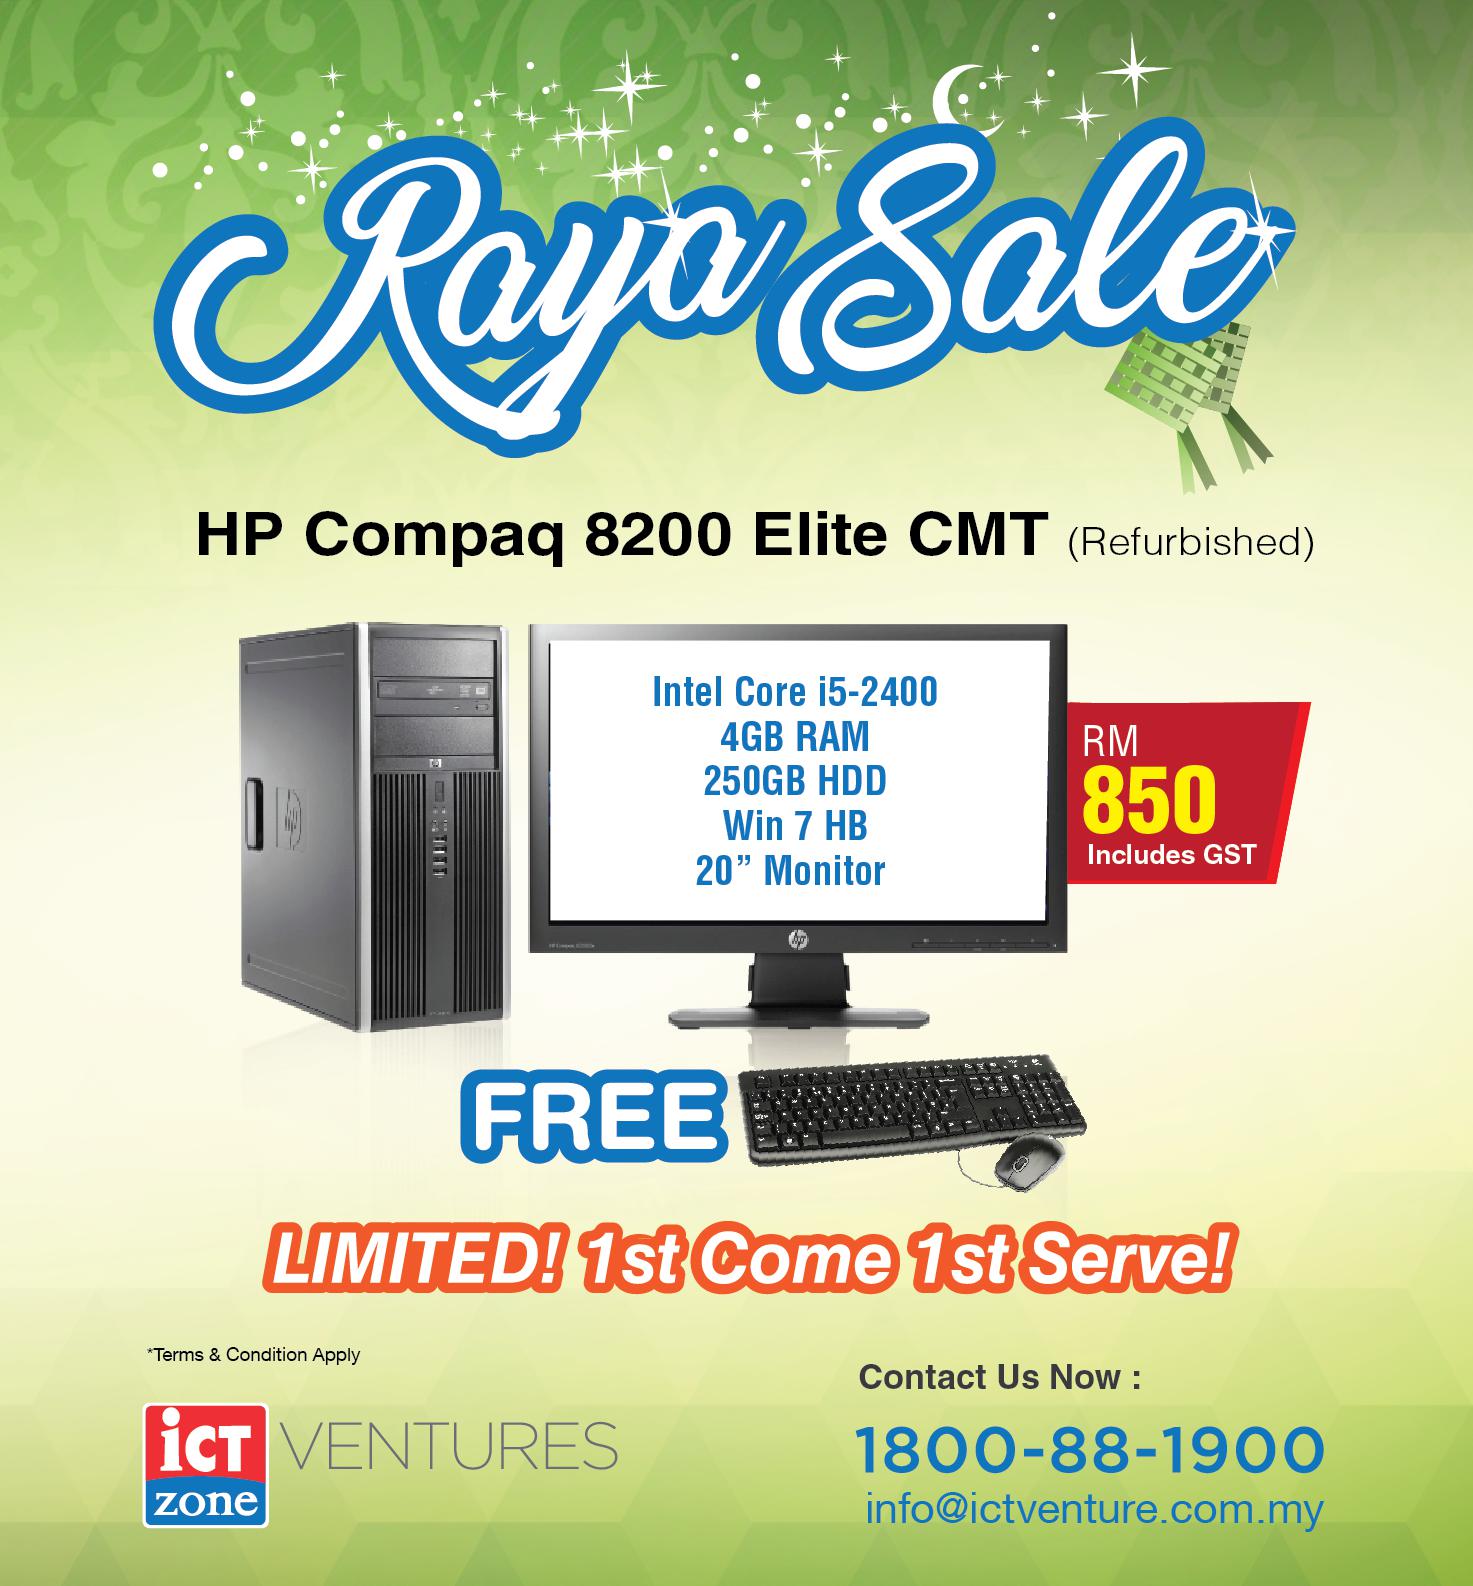 Raya Sale
HP Compaq 8200 Elite CMT (Refurbished)
Intel Core i5-2400
4GB RAM
250GB HDD
Win 7 HB
20” Monitor
RM
850
Includes GST
hp
FREE
LIMITED! 1st Come 1st Serve!
*Terms & Condition Apply
Contact Us Now :
iCT
zone
VENTURES
1800-88-1900
info@ictventure.com.my